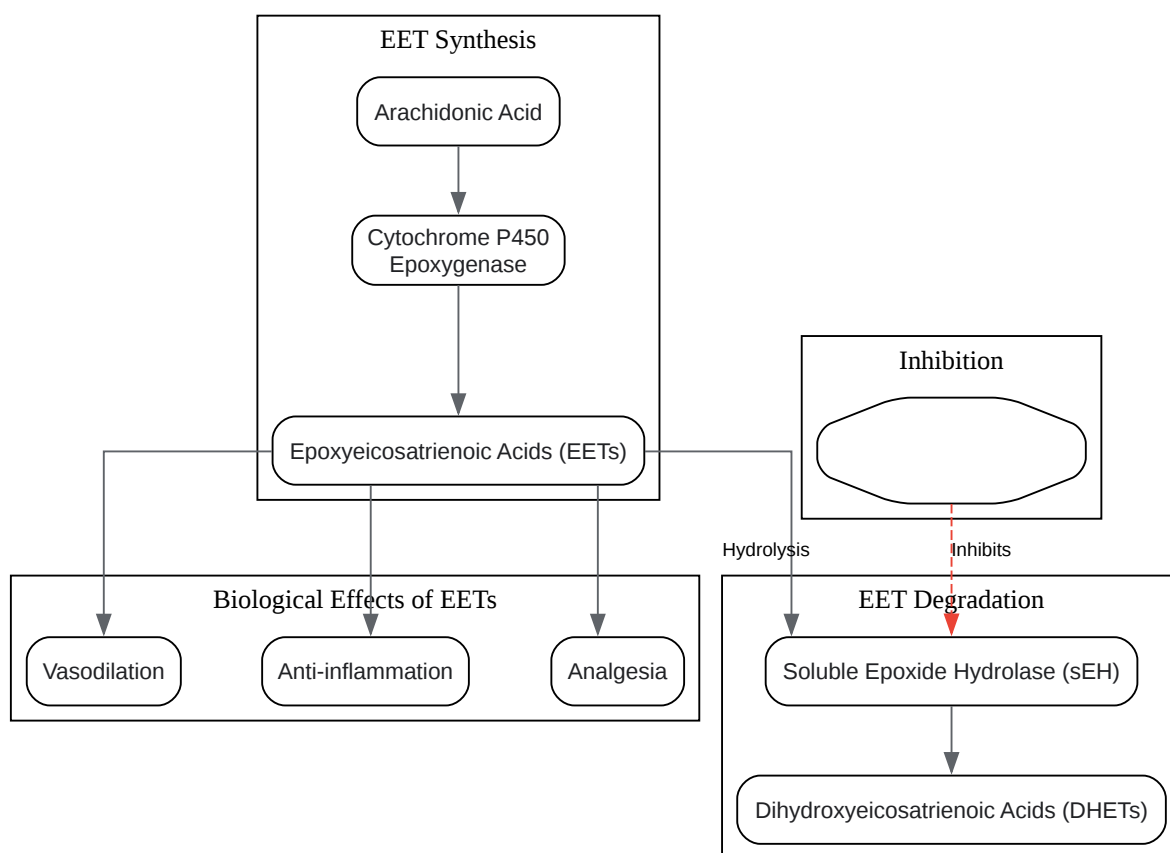 EET Synthesis
Arachidonic Acid
Cytochrome P450
Epoxygenase
Inhibition
Epoxyeicosatrienoic Acids (EETs)
Hydrolysis
Inhibits
Biological Effects of EETs
EET Degradation
Vasodilation
Anti-inflammation
Analgesia
Soluble Epoxide Hydrolase (sEH)
Dihydroxyeicosatrienoic Acids (DHETs)